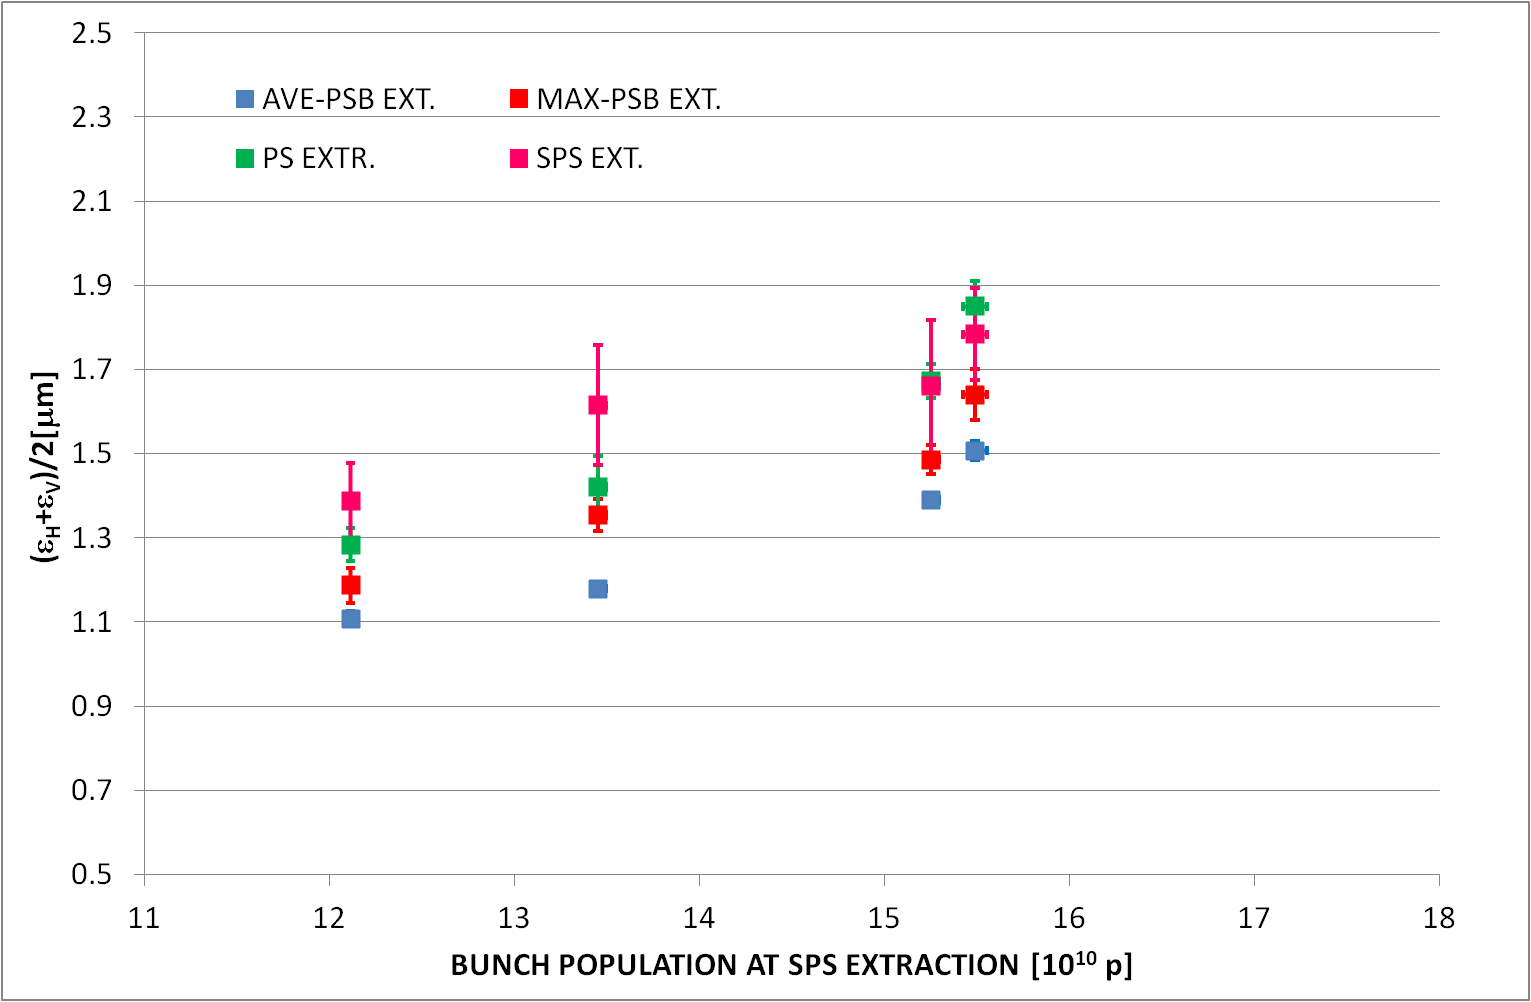 2.5
2.3
2.1
1.9
1.7
1.5
1.3
1.1
0.9
0.7
0.5
AVE-PSB EXT. MAX-PSB EXT.
PS EXTR. SPS EXT.
(εH+εV)/2[μm]
11 12 13 14 15 16 17 18
BUNCH POPULATION AT SPS EXTRACTION [10¹⁰ p]